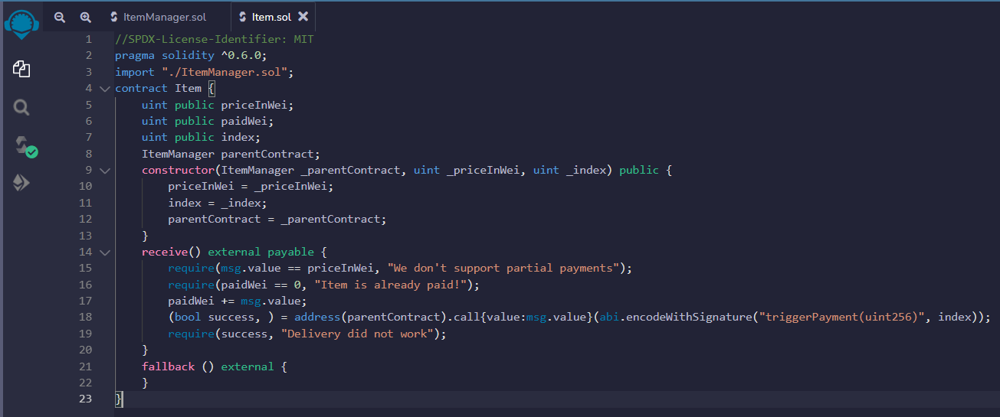 ItemManager.sol Item.sol
1 //SPDX-License-Identifier: MIT
2 pragma solidity ^0.6.0;
3 import "./ItemManager.sol";
4 contract Item {
5 uint public priceInWei;
6 uint public paidWei;
7 uint public index;
8 ItemManager parentContract;
9 constructor(ItemManager _parentContract, uint _priceInWei, uint _index) public {
10 priceInWei = _priceInWei;
11 index = _index;
12 parentContract = _parentContract;
13 }
14 receive() external payable {
15 require(msg.value == priceInWei, "We don't support partial payments");
16 require(paidWei == 0, "Item is already paid!");
17 paidWei += msg.value;
18 (bool success, ) = address(parentContract).call{value:msg.value}(abi.encodeWithSignature("triggerPayment(uint256)", index));
19 require(success, "Delivery did not work");
20 }
21 fallback () external {
22 }
23 }